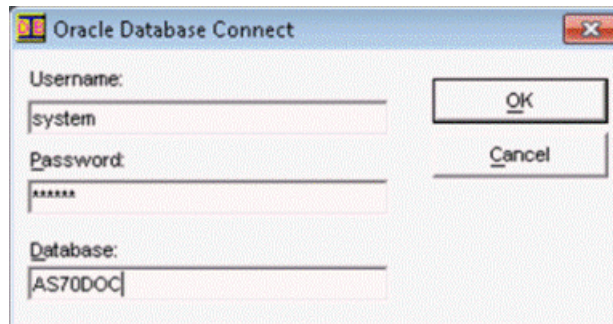 Oracle Database Connect
Username:
system
OK
Password:
******
Cancel
Database:
AS70DOC